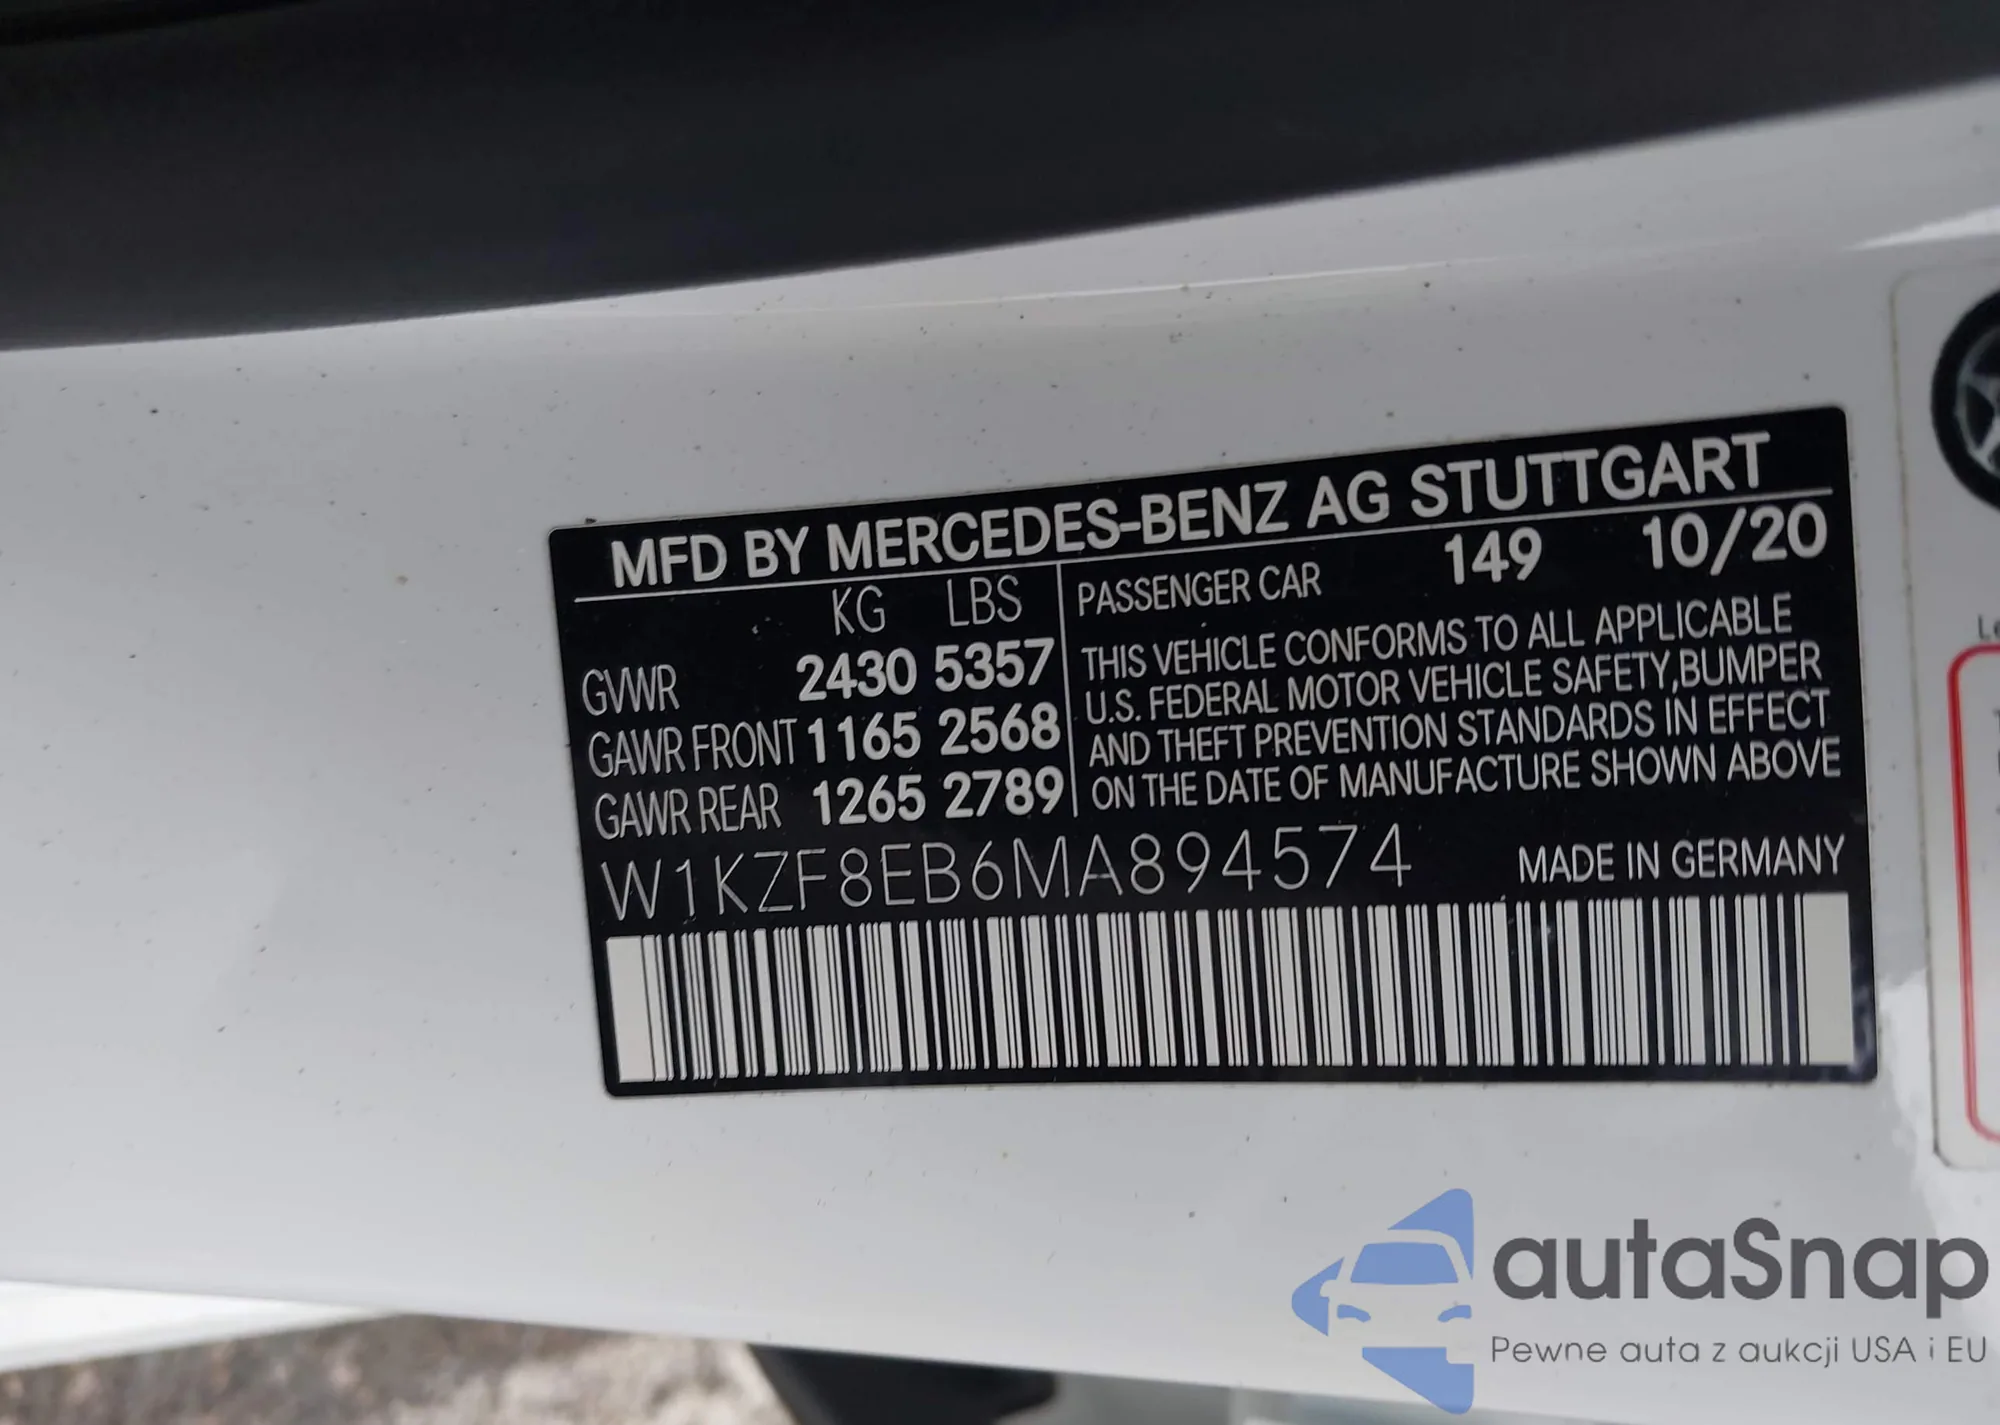 MFD BY MERCEDES-BENZ AG STUTTGART
KG LBS
GVWR 2430 5357
GAWR FRONT 1165 2568
GAWR REAR 1265 2789
PASSENGER CAR 149 10/20
THIS VEHICLE CONFORMS TO ALL APPLICABLE
U.S. FEDERAL MOTOR VEHICLE SAFETY,BUMPER
AND THEFT PREVENTION STANDARDS IN EFFECT
ON THE DATE OF MANUFACTURE SHOWN ABOVE
W1KZF8EB6MA894574 MADE IN GERMANY
autaSnap
Pewne auta z aukcji USA i EU